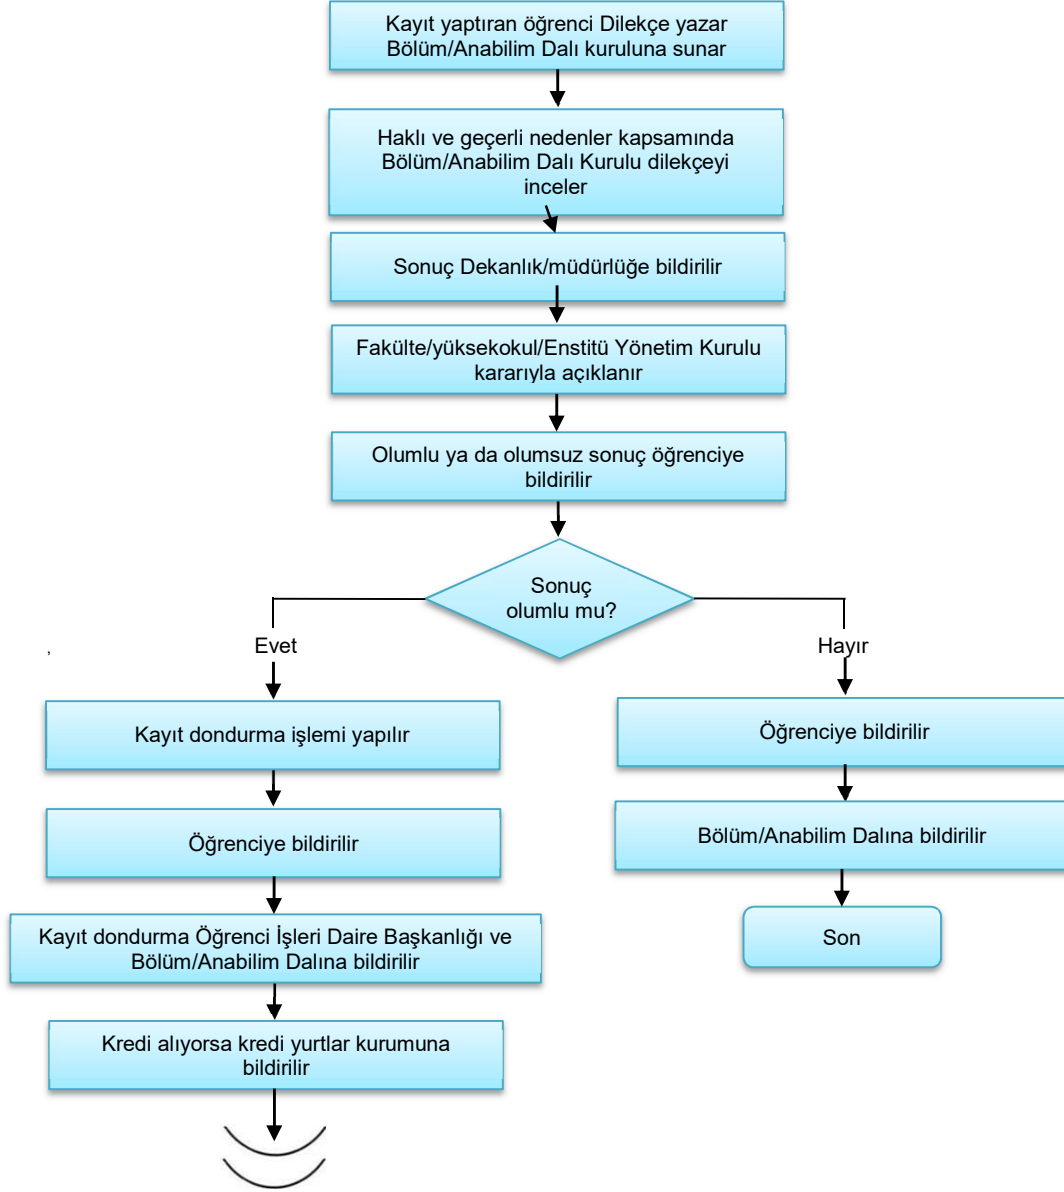 Kayıt yaptıran öğrenci Dilekçe yazar
Bölüm/Anabilim Dalı kuruluna sunar
Haklı ve geçerli nedenler kapsamında
Bölüm/Anabilim Dalı Kurulu dilekçeyi
inceler
Sonuç Dekanlık/müdürlüğe bildirilir
Fakülte/yüksekokul/Enstitü Yönetim Kurulu
kararıyla açıklanır
Olumlu ya da olumsuz sonuç öğrenciye
bildirilir
Sonuç
olumlu mu?
,
Evet
Hayır
Kayıt dondurma işlemi yapılır
Öğrenciye bildirilir
Öğrenciye bildirilir
Bölüm/Anabilim Dalına bildirilir
Kayıt dondurma Öğrenci İşleri Daire Başkanlığı ve
Bölüm/Anabilim Dalına bildirilir
Son
Kredi alıyorsa kredi yurtlar kurumuna
bildirilir